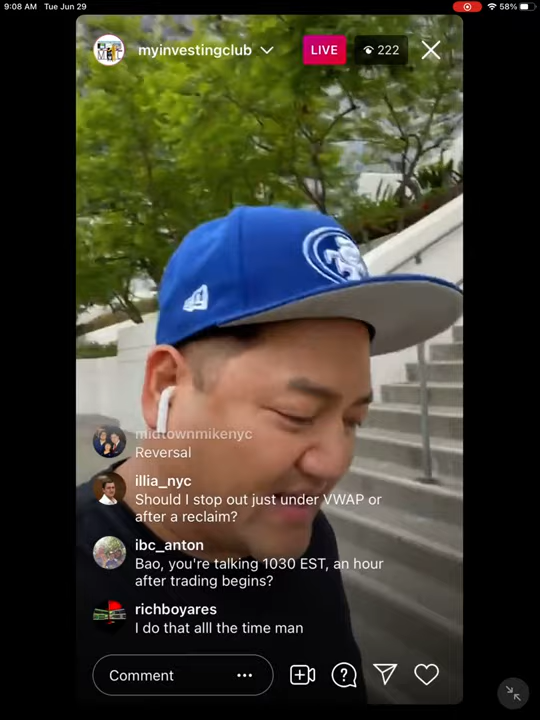 9:08 AM Tue Jun 29
58%
myinvestingclub
LIVE
222
midtownmikenyc
Reversal
illia_nyc
Should I stop out just under VWAP or
after a reclaim?
ibc_anton
Bao, you're talking 1030 EST, an hour
after trading begins?
richboyares
I do that alll the time man
Comment